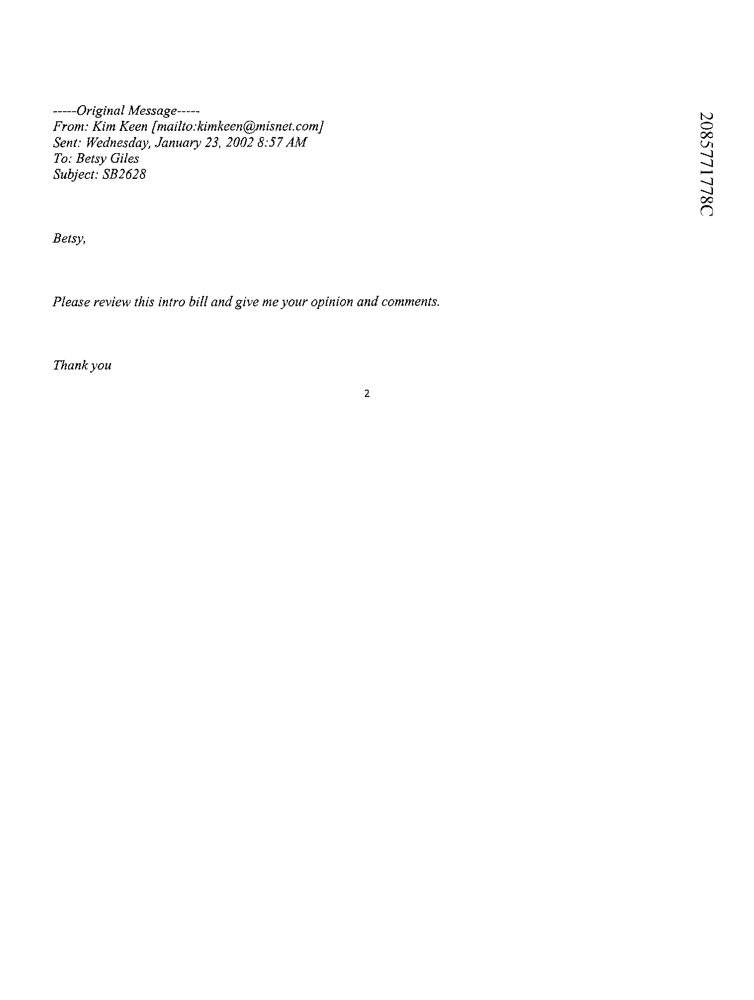 -----Original Message-----
From: Kim Keen [mailto:kimkeen@misnet.com]
Sent: Wednesday, January 23, 2002 8:57 AM
To: Betsy Giles
Subject: SB2628
Betsy,
Please review this intro bill and give me your opinion and comments.
Thank you
2
2085771778C